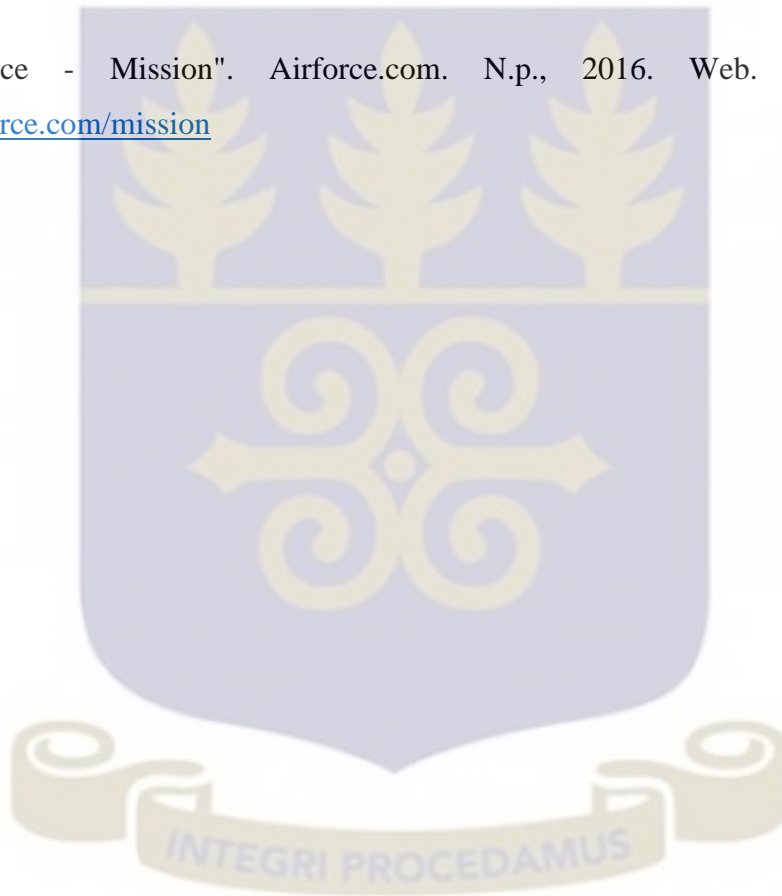 ce - Mission". Airforce.com. N.p., 2016. Web.
rce.com/mission
INTEGRI PROCEDAMUS